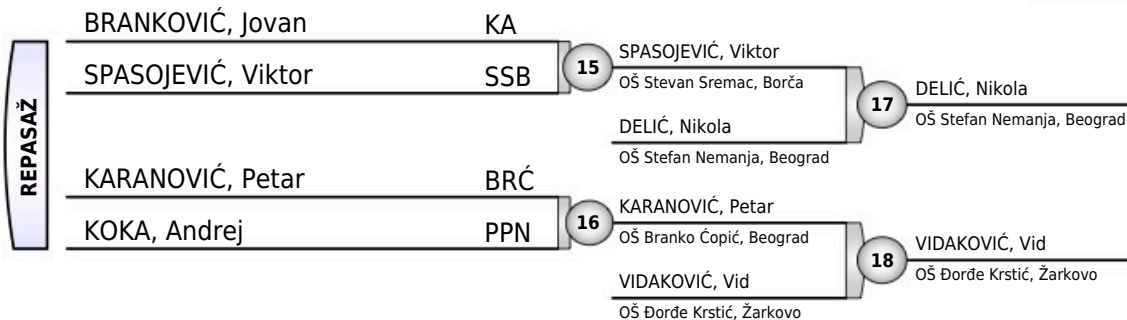 REPASAŽ
BRANKOVIĆ, Jovan KA
SPASOJEVIĆ, Viktor SSB
KARANOVIĆ, Petar BRĆ
KOKA, Andrej PPN
15
SPASOJEVIĆ, Viktor
OŠ Stevan Sremac, Borča
DELIĆ, Nikola
OŠ Stefan Nemanja, Beograd
16
KARANOVIĆ, Petar
OŠ Branko Ćopić, Beograd
VIDAKOVIĆ, Vid
OŠ Đorđe Krstić, Žarkovo
17
DELIĆ, Nikola
OŠ Stefan Nemanja, Beograd
18
VIDAKOVIĆ, Vid
OŠ Đorđe Krstić, Žarkovo